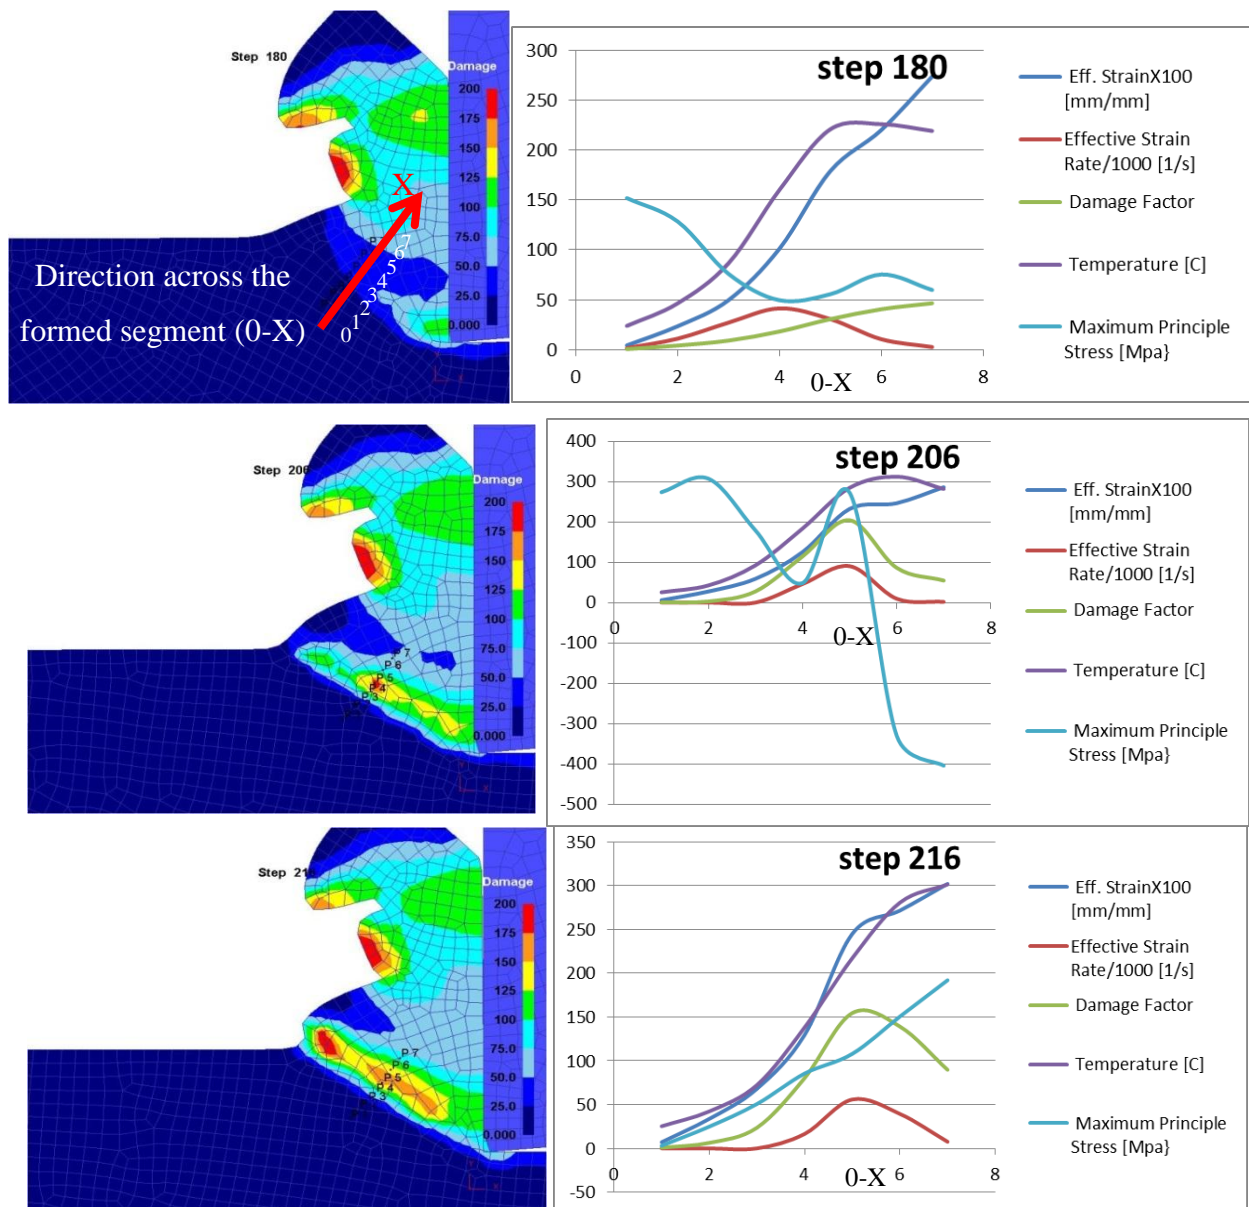 Step 180
Damage
200
175
150
125
100
75.0
50.0
25.0
0.000
X
7
6
5
4
3
2
1
0
Direction across the
formed segment (0-X)
step 180
300
250
200
150
100
50
0
0 2 4 6 8
0-X
Eff. StrainX100
[mm/mm]
Effective Strain
Rate/1000 [1/s]
Damage Factor
Temperature [C]
Maximum Principle
Stress [Mpa}
Step 206
Damage
200
175
150
125
100
75.0
50.0
25.0
0.000
P 7
P 6
P 5
P 4
P 3
step 206
400
300
200
100
0
-100
-200
-300
-400
-500
0 2 4 6 8
0-X
Eff. StrainX100
[mm/mm]
Effective Strain
Rate/1000 [1/s]
Damage Factor
Temperature [C]
Maximum Principle
Stress [Mpa}
Step 216
Damage
200
175
150
125
100
75.0
50.0
25.0
0.000
P 7
P 6
P 5
P 4
P 3
step 216
350
300
250
200
150
100
50
0
-50
0 2 4 6 8
0-X
Eff. StrainX100
[mm/mm]
Effective Strain
Rate/1000 [1/s]
Damage Factor
Temperature [C]
Maximum Principle
Stress [Mpa}